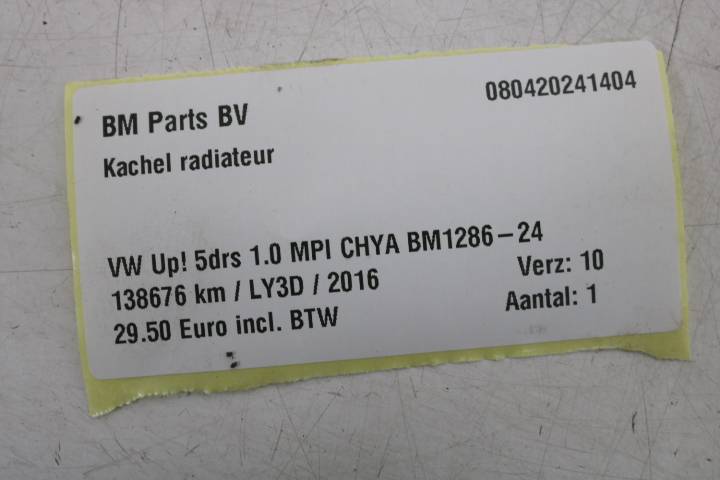 BM Parts BV
080420241404
Kachel radiateur
VW Up! 5drs 1.0 MPI CHYA BM1286-24
138676 km / LY3D / 2016
Verz: 10
29.50 Euro incl. BTW
Aantal: 1